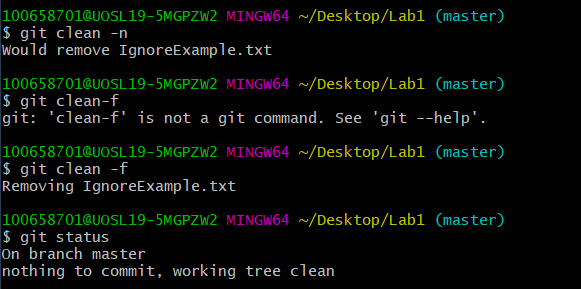 100658701@UOSL19-5MGPZW2 MINGW64 ~/Desktop/Lab1 (master)
$ git clean -n
Would remove IgnoreExample.txt
100658701@UOSL19-5MGPZW2 MINGW64 ~/Desktop/Lab1 (master)
$ git clean-f
git: 'clean-f' is not a git command. See 'git --help'.
100658701@UOSL19-5MGPZW2 MINGW64 ~/Desktop/Lab1 (master)
$ git clean -f
Removing IgnoreExample.txt
100658701@UOSL19-5MGPZW2 MINGW64 ~/Desktop/Lab1 (master)
$ git status
On branch master
nothing to commit, working tree clean